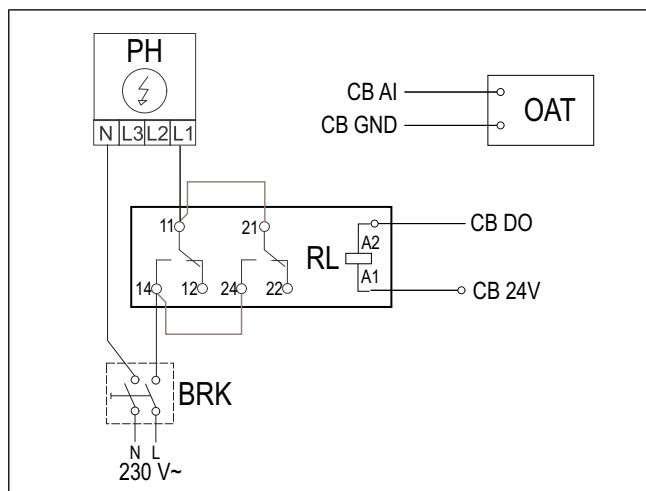 PH
N L3 L2 L1
CB AI
CB GND
OAT
11
21
RL
A2
A1
CB DO
CB 24V
14
12
24
22
BRK
N L
230 V~